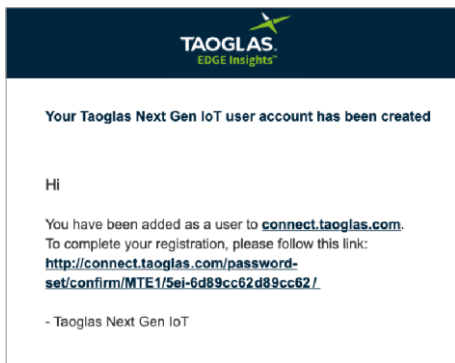 TAOGLAS.
EDGE Insights™
Your Taoglas Next Gen IoT user account has been created
Hi
You have been added as a user to connect.taoglas.com.
To complete your registration, please follow this link:
http://connect.taoglas.com/password-
set/confirm/MTE1/5ei-6d89cc62d89cc62/
- Taoglas Next Gen IoT